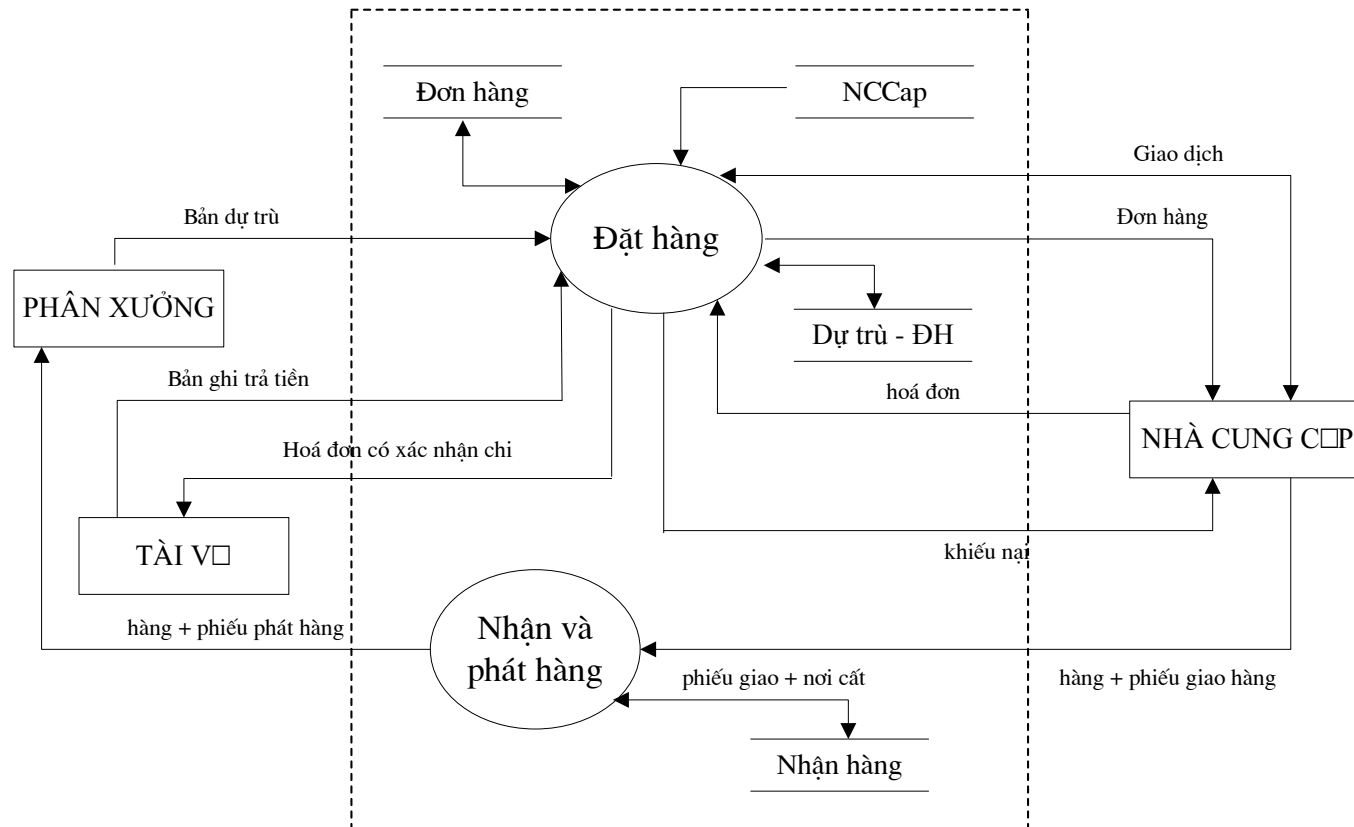 Đơn hàng
NCCap
Giao dịch
Bản dự trù
Đặt hàng
Đơn hàng
PHÂN XƯỞNG
Dự trù - ĐH
Bản ghi trả tiền
hoá đơn
Hoá đơn có xác nhận chi
NHÀ CUNG C□P
TÀI V□
khiếu nại
hàng + phiếu phát hàng
Nhận và
phát hàng
phiếu giao + nơi cất
hàng + phiếu giao hàng
Nhận hàng